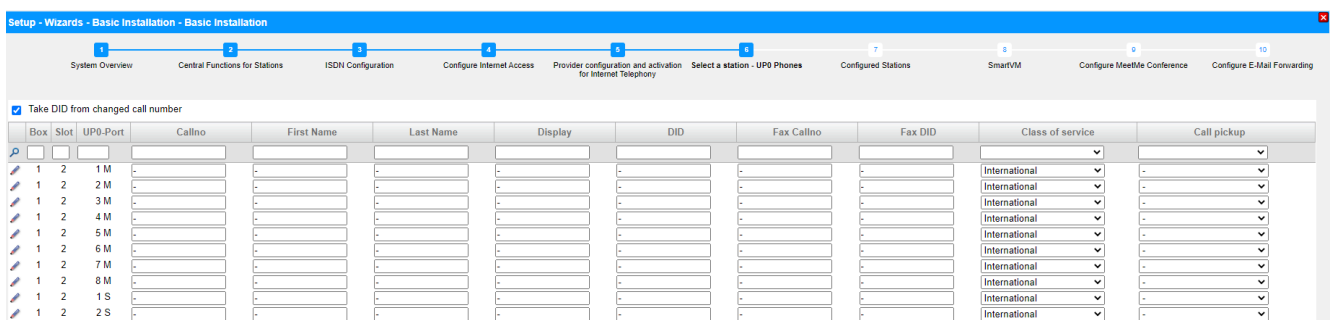 Setup - Wizards - Basic Installation - Basic Installation
1 2 3 4 5 6 7 8 9 10
System Overview Central Functions for Stations ISDN Configuration Configure Internet Access Provider configuration and activation Select a station - UP0 Phones Configured Stations SmartVM Configure MeetMe Conference Configure E-Mail Forwarding
for Internet Telephony
Take DID from changed call number
Box Slot UP0-Port Callno First Name Last Name Display DID Fax Callno Fax DID Class of service Call pickup
1 2 1 M - - - - - - - International -
1 2 2 M - - - - - - - International -
1 2 3 M - - - - - - - International -
1 2 4 M - - - - - - - International -
1 2 5 M - - - - - - - International -
1 2 6 M - - - - - - - International -
1 2 7 M - - - - - - - International -
1 2 8 M - - - - - - - International -
1 2 1 S - - - - - - - International -
1 2 2 S - - - - - - - International -